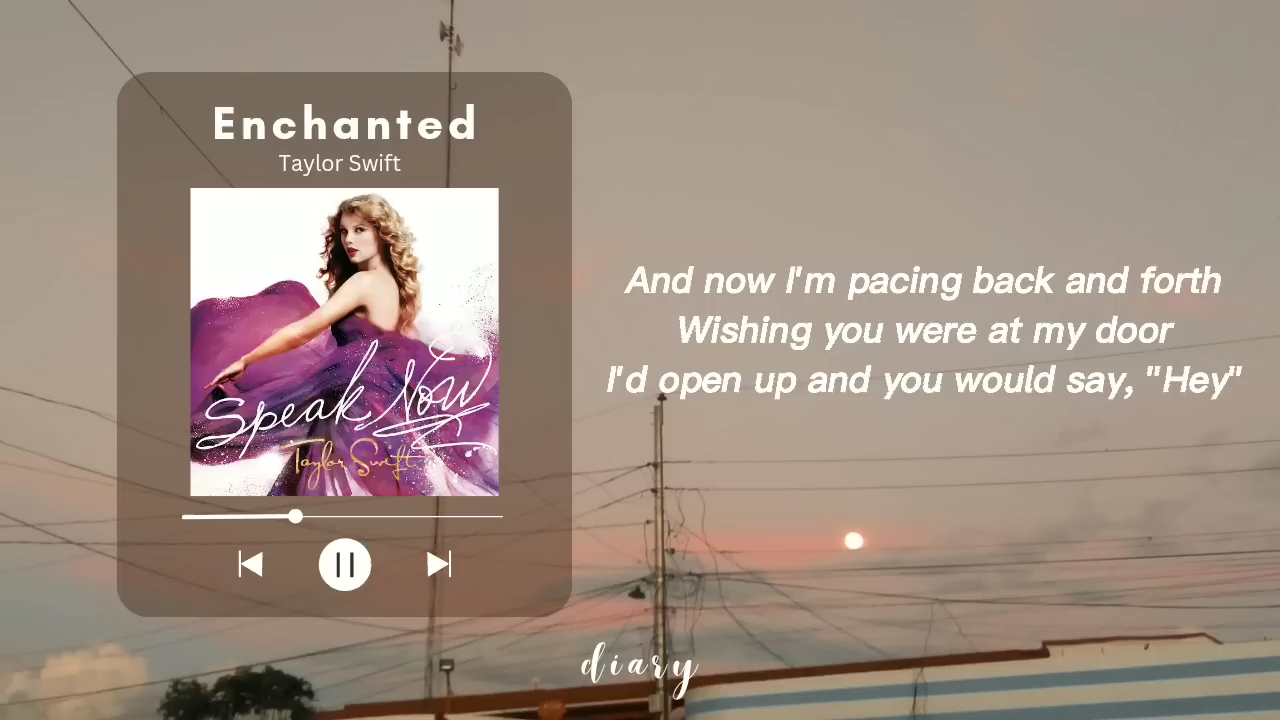 Enchanted
Taylor Swift
Speak Now
Taylor Swift
And now I'm pacing back and forth
Wishing you were at my door
I'd open up and you would say, "Hey"
diary